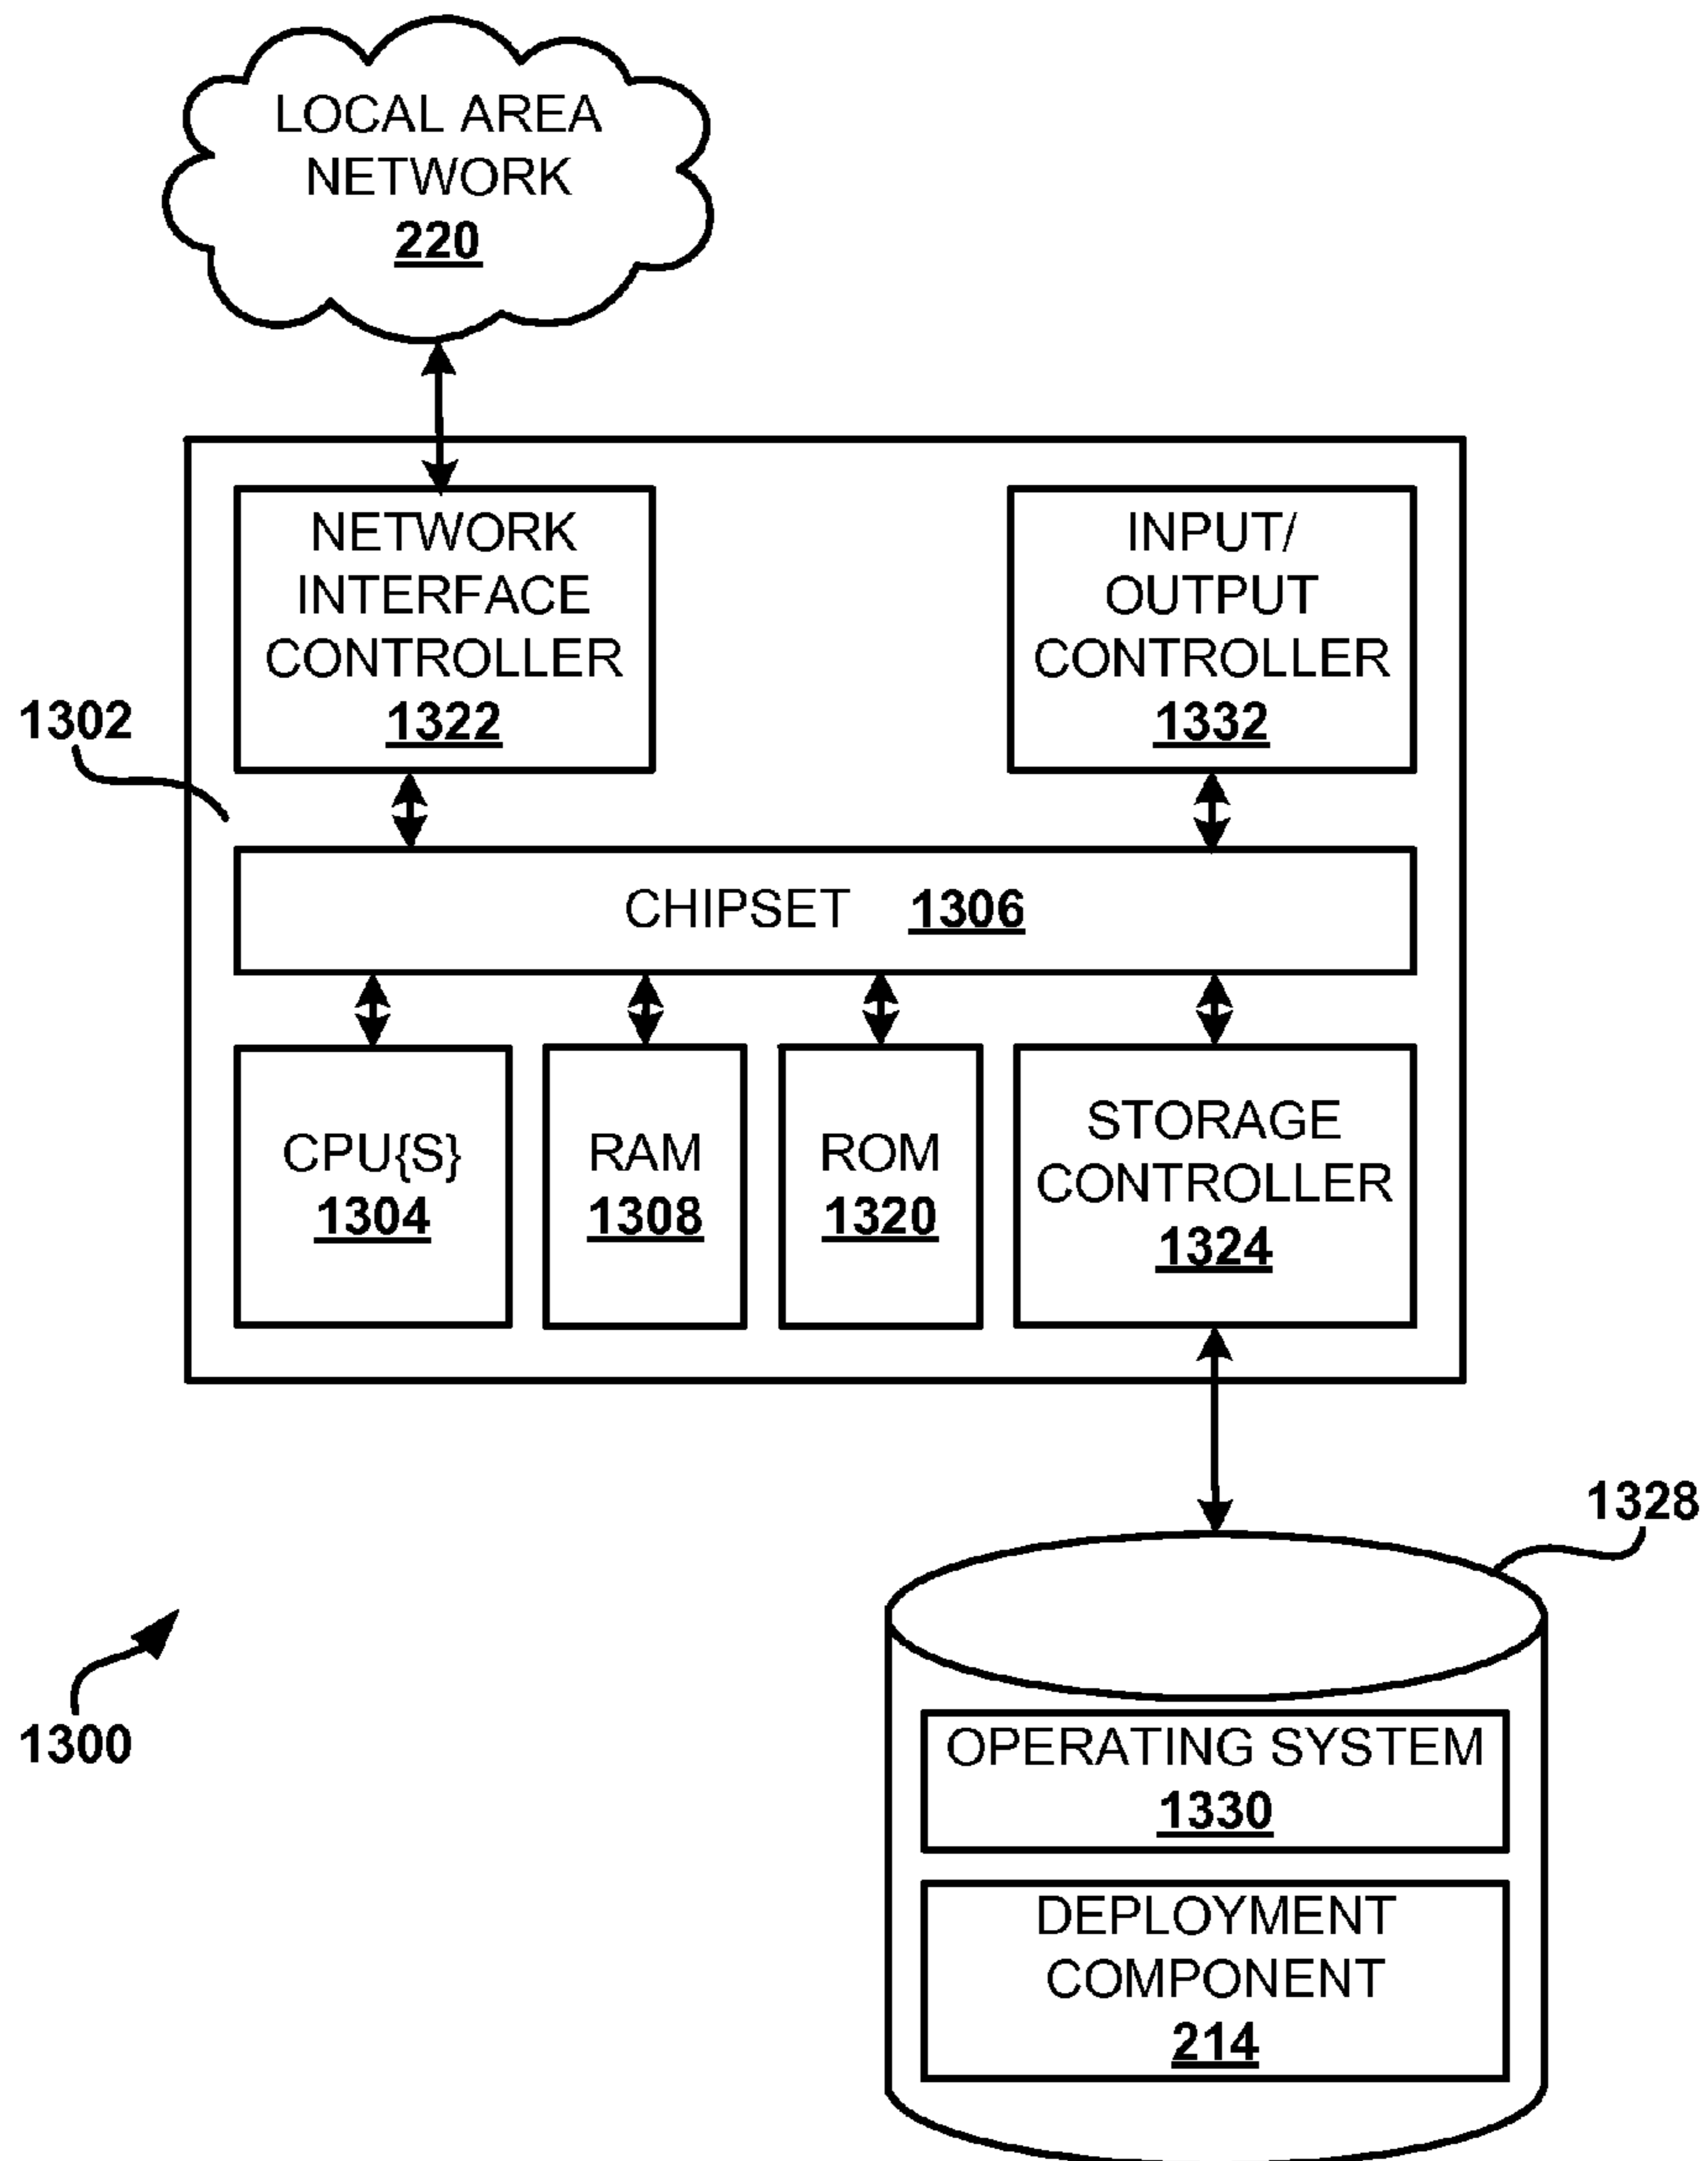 LOCAL AREA
NETWORK
220
NETWORK
INTERFACE
CONTROLLER
1322
INPUT/
OUTPUT
CONTROLLER
1332
1302
CHIPSET 1306
CPU{S}
1304
RAM
1308
ROM
1320
STORAGE
CONTROLLER
1324
1328
1300
OPERATING SYSTEM
1330
DEPLOYMENT
COMPONENT
214